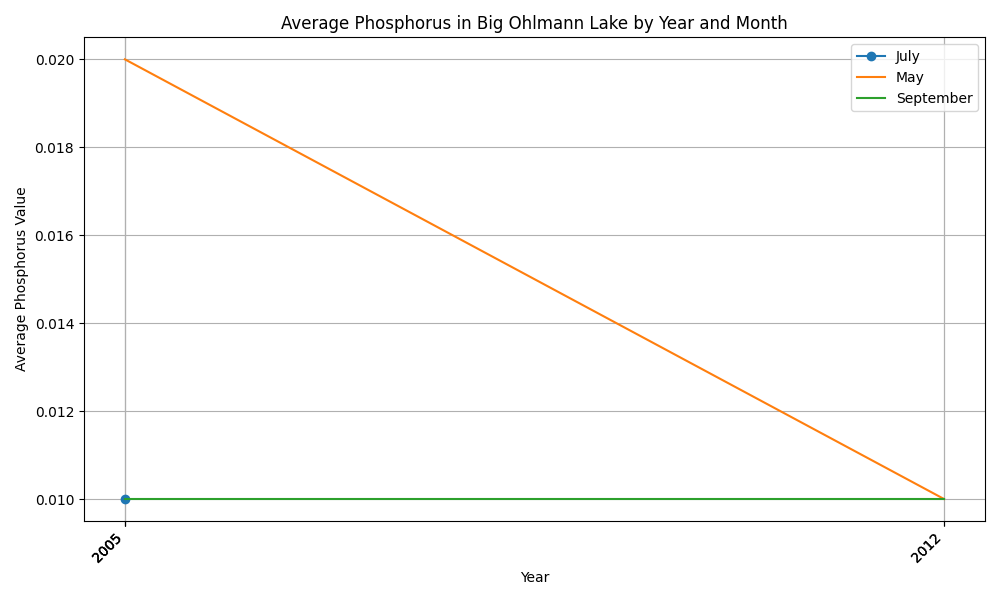 Average Phosphorus in Big Ohlmann Lake by Year and Month
July
May
September
Average Phosphorus Value
0.020
0.018
0.016
0.014
0.012
0.010
2005
2012
Year